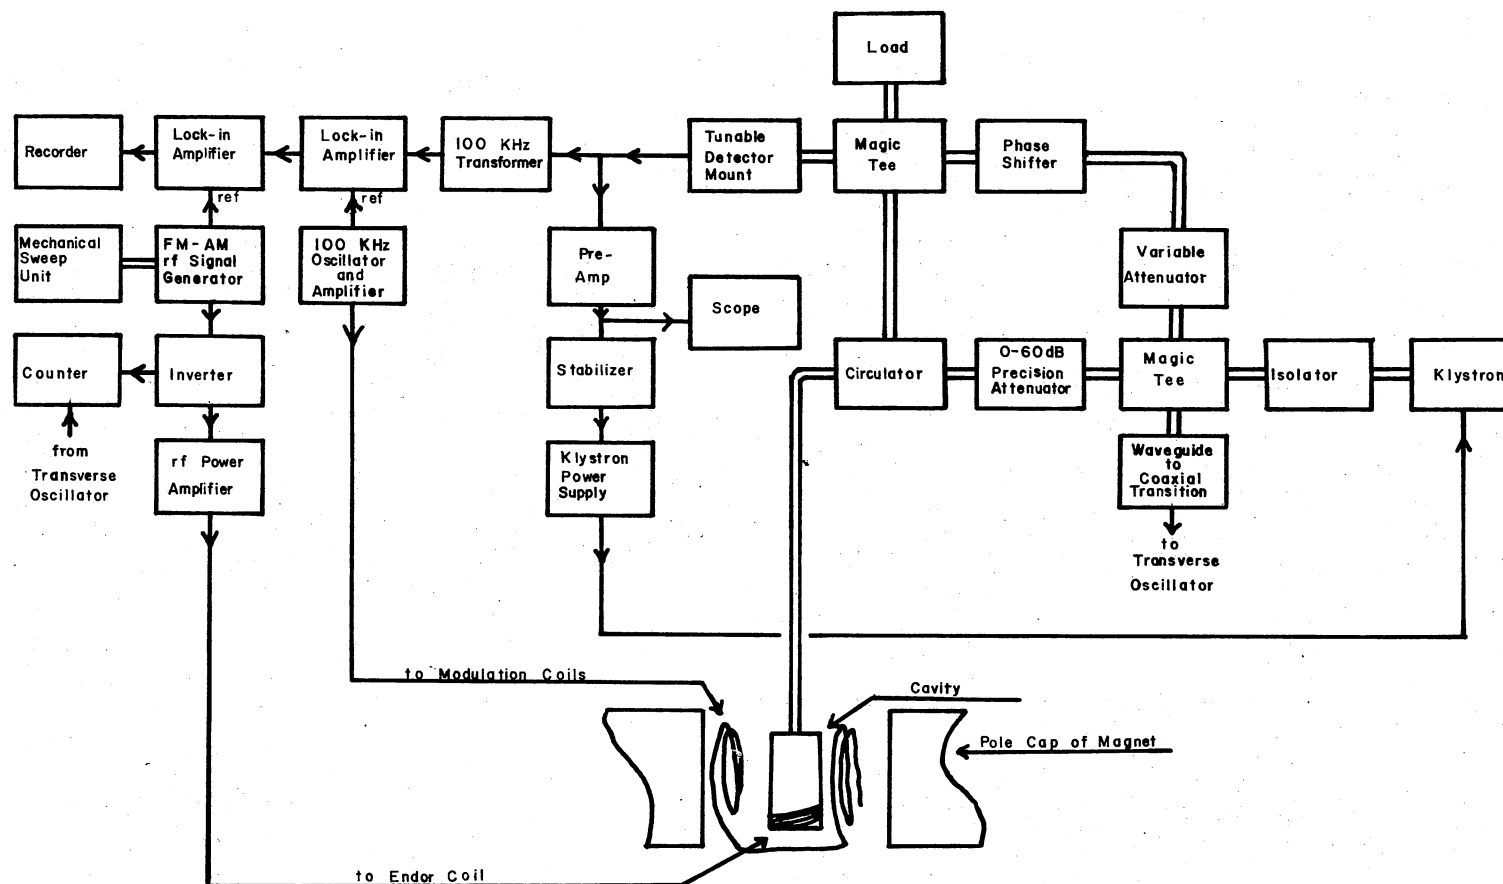 Load
Recorder
Lock-in
Amplifier
Lock-in
Amplifier
100 KHz
Transformer
Tunable
Detector
Mount
Magic
Tee
Phase
Shifter
ref
ref
Mechanical
Sweep
Unit
FM-AM
rf Signal
Generator
100 KHz
Oscillator
and
Amplifier
Pre-
Amp
Scope
Variable
Attenuator
Counter
Inverter
Stabilizer
Circulator
0-60dB
Precision
Attenuator
Magic
Tee
Isolator
Klystron
from
Transverse
Oscillator
rf Power
Amplifier
Klystron
Power
Supply
Waveguide
to
Coaxial
Transition
to
Transverse
Oscillator
to Modulation Coils
Cavity
Pole Cap of Magnet
to Endor Coil